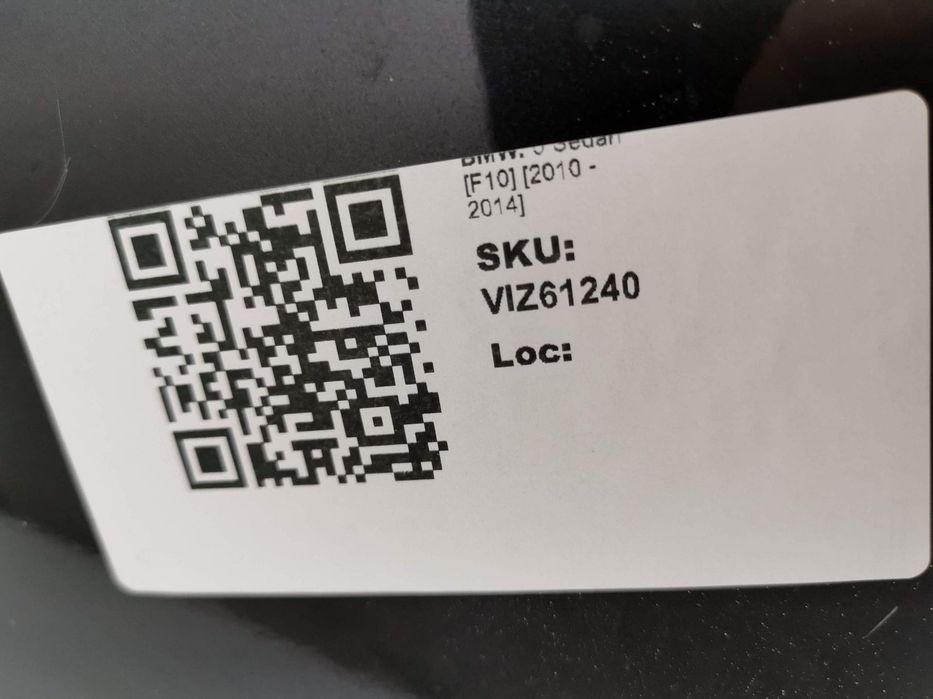 BMW: 5 Sedan
[F10] [2010 -
2014]
SKU:
VIZ61240
Loc: